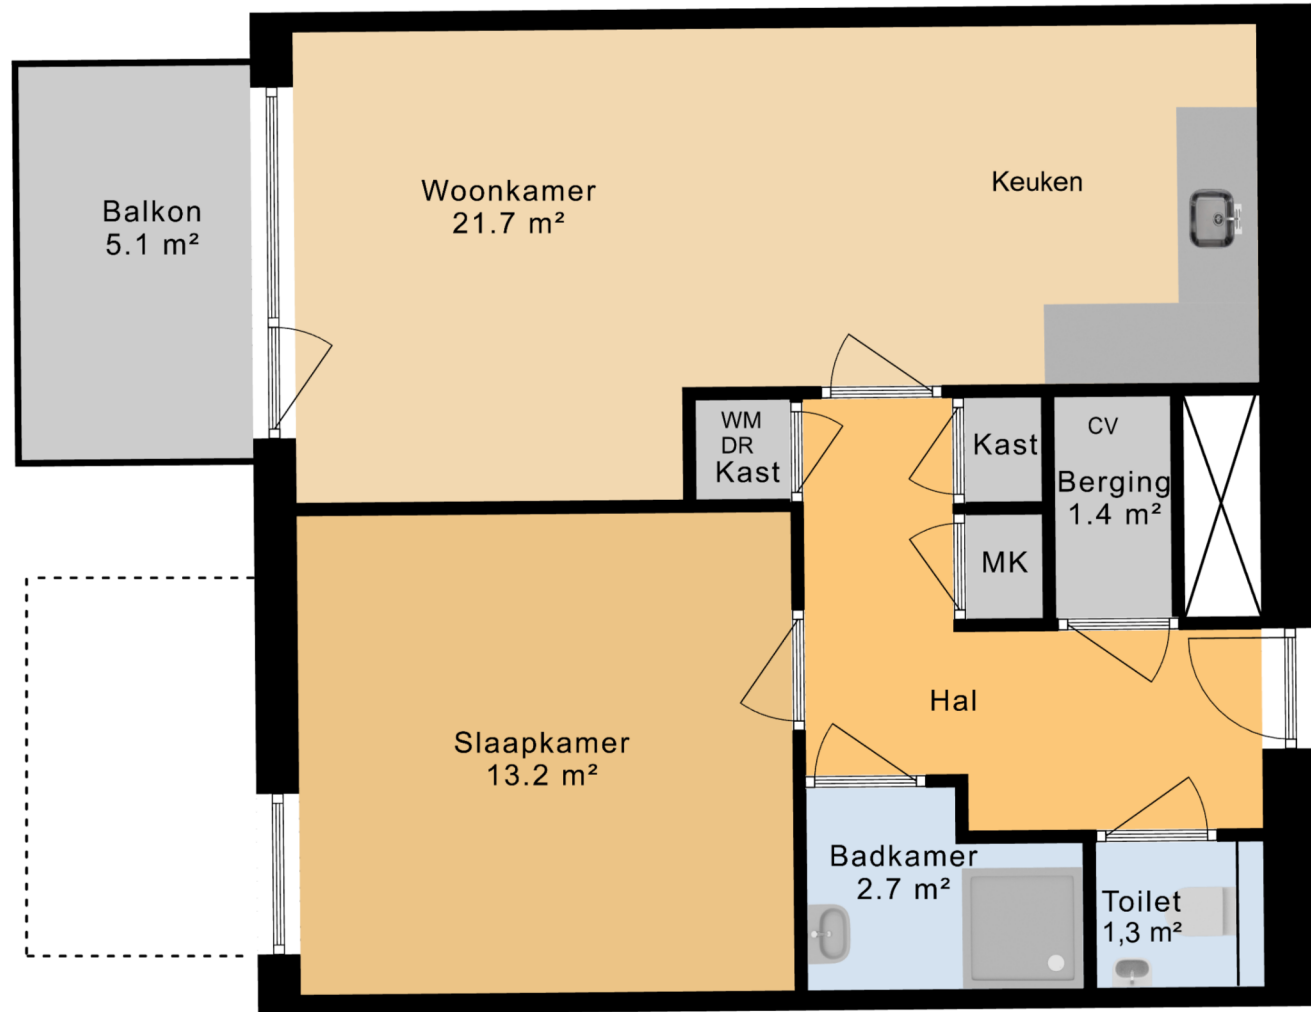 Woonkamer
21.7 m²
Keuken
Balkon
5.1 m²
WM
DR
Kast
Kast
CV
Berging
1.4 m²
MK
Hal
Slaapkamer
13.2 m²
Badkamer
2.7 m²
Toilet
1,3 m²